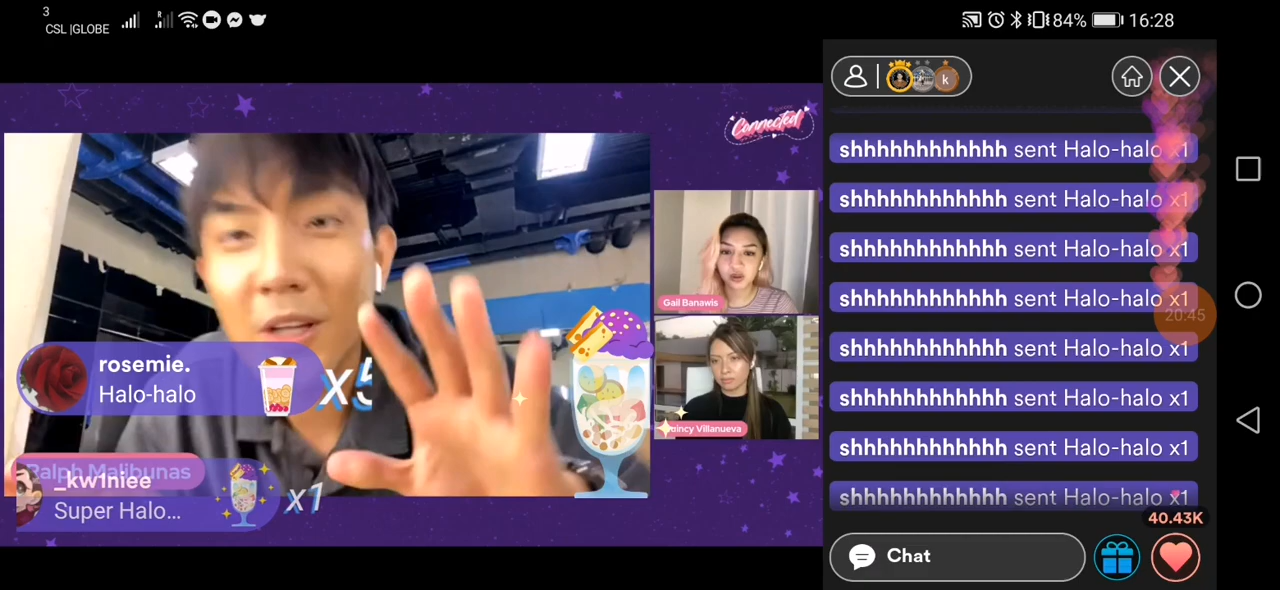 3
CSL |GLOBE
84%
16:28
Connected
Gail Banawis
Quincy Villanueva
rosemie.
Halo-halo
X5
Ralph Malibunas
_kw1niee
Super Halo...
x1
k
shhhhhhhhhhhh sent Halo-halo x1
shhhhhhhhhhhh sent Halo-halo x1
shhhhhhhhhhhh sent Halo-halo x1
shhhhhhhhhhhh sent Halo-halo x1
20:45
shhhhhhhhhhhh sent Halo-halo x1
shhhhhhhhhhhh sent Halo-halo x1
shhhhhhhhhhhh sent Halo-halo x1
shhhhhhhhhhhh sent Halo-halo x1
40.43K
Chat